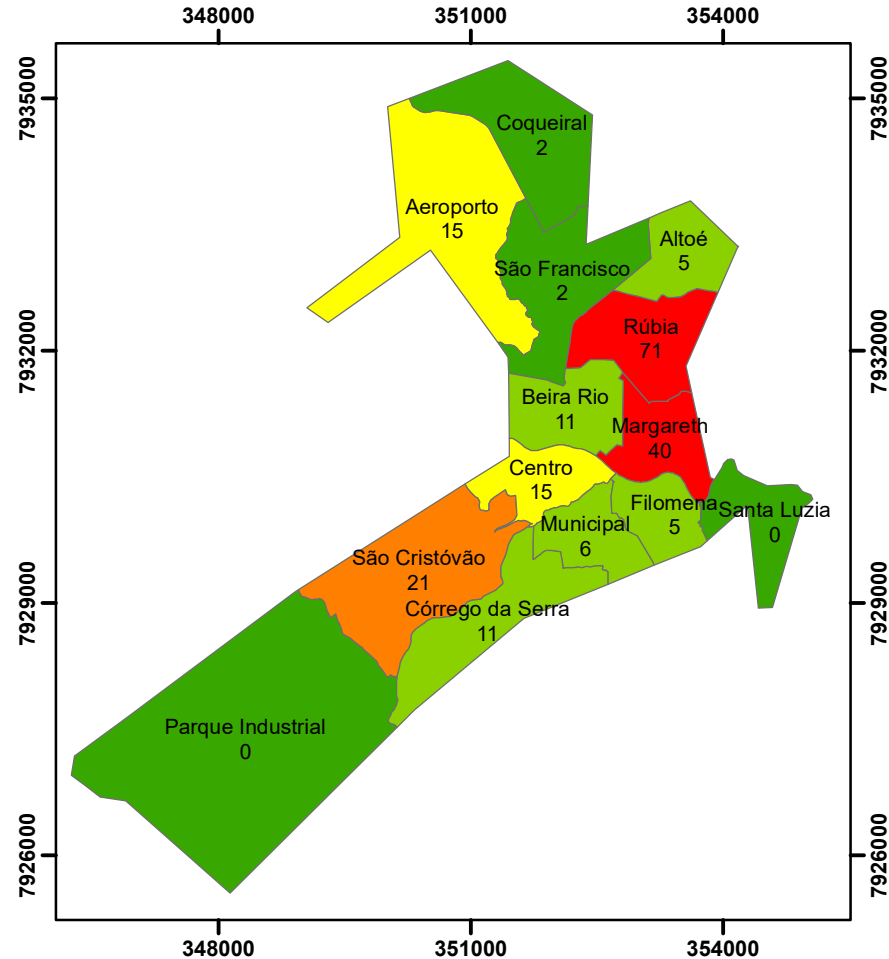 348000
351000
354000
7935000
7935000
Coqueiral
2
Aeroporto
15
Altoé
5
São Francisco
2
Rúbia
71
7932000
7932000
Beira Rio
11
Margareth
40
Centro
15
Filomena
5
Santa Luzia
0
Municipal
6
São Cristóvão
21
7929000
7929000
Córrego da Serra
11
Parque Industrial
0
7926000
7926000
348000
351000
354000